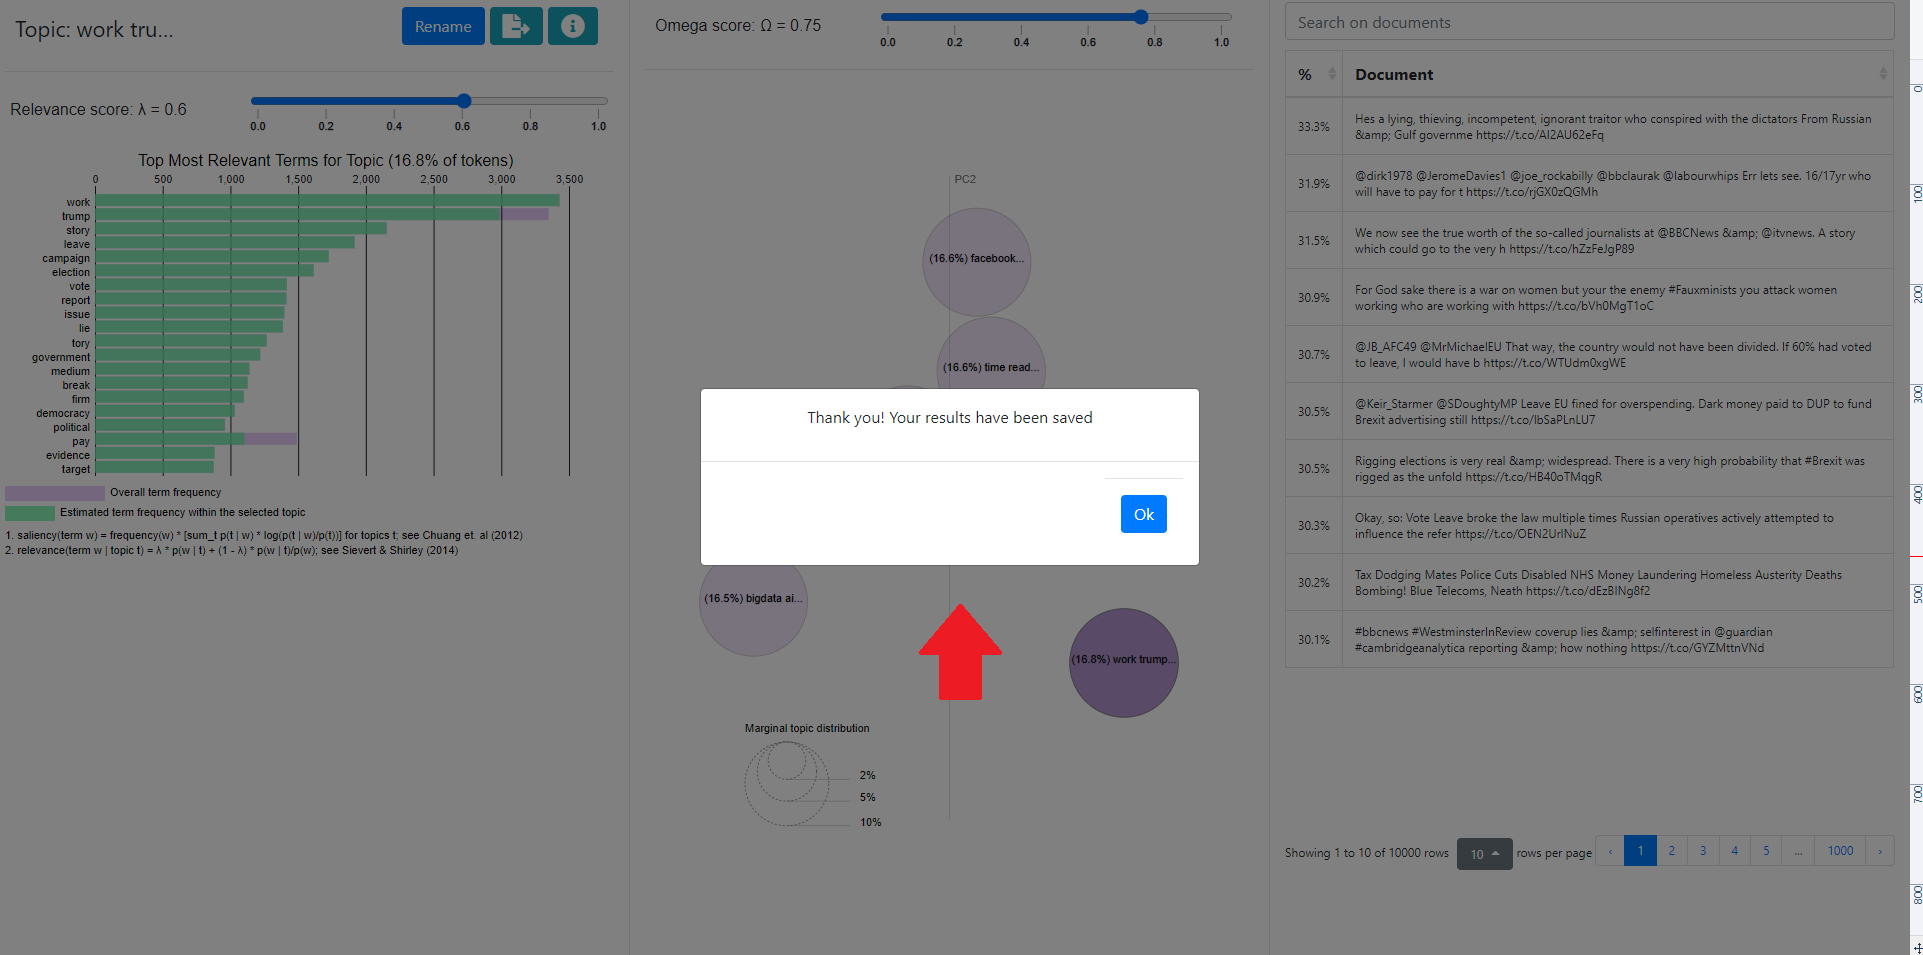 Topic: work tru...
Rename
Relevance score: λ = 0.6
0.0 0.2 0.4 0.6 0.8 1.0
Top Most Relevant Terms for Topic (16.8% of tokens)
0 500 1,000 1,500 2,000 2,500 3,000 3,500
work
trump
story
leave
campaign
election
vote
report
issue
lie
tory
government
medium
break
firm
democracy
political
pay
evidence
target
Overall term frequency
Estimated term frequency within the selected topic
1. saliency(term w) = frequency(w) * [sum_t p(t | w) * log(p(t | w)/p(t))] for topics t; see Chuang et. al (2012)
2. relevance(term w | topic t) = λ * p(w | t) + (1 - λ) * p(w | t)/p(w); see Sievert & Shirley (2014)
Omega score: Ω = 0.75
0.0 0.2 0.4 0.6 0.8 1.0
PC2
(16.6%) facebook...
(16.6%) time read...
Thank you! Your results have been saved
Ok
(16.5%) bigdata ai...
(16.8%) work trump...
Marginal topic distribution
2%
5%
10%
Search on documents
% Document
33.3% Hes a lying, thieving, incompetent, ignorant traitor who conspired with the dictators From Russian
&amp; Gulf governme https://t.co/AI2AU62eFq
31.9% @dirk1978 @JeromeDavies1 @joe_rockabilly @bbclaurak @labourwhips Err lets see. 16/17yr who
will have to pay for t https://t.co/rjGX0zQGMh
31.5% We now see the true worth of the so-called journalists at @BBCNews &amp; @itvnews. A story
which could go to the very h https://t.co/hZzFeJgP89
30.9% For God sake there is a war on women but your the enemy #Fauxminists you attack women
working who are working with https://t.co/bVh0MgT1oC
30.7% @JB_AFC49 @MrMichaelEU That way, the country would not have been divided. If 60% had voted
to leave, I would have b https://t.co/WTUdm0xgWE
30.5% @Keir_Starmer @SDoughtyMP Leave EU fined for overspending. Dark money paid to DUP to fund
Brexit advertising still https://t.co/IbSaPLnLU7
30.5% Rigging elections is very real &amp; widespread. There is a very high probability that #Brexit was
rigged as the unfold https://t.co/HB40oTMqgR
30.3% Okay, so: Vote Leave broke the law multiple times Russian operatives actively attempted to
influence the refer https://t.co/OEN2UrlNuZ
30.2% Tax Dodging Mates Police Cuts Disabled NHS Money Laundering Homeless Austerity Deaths
Bombing! Blue Telecoms, Neath https://t.co/dEzBINg8f2
30.1% #bbcnews #WestminsterInReview coverup lies &amp; selfinterest in @guardian
#cambridgeanalytica reporting &amp; how nothing https://t.co/GYZMttnVNd
Showing 1 to 10 of 10000 rows 10 rows per page ‹ 1 2 3 4 5 ... 1000 ›
0
100
200
300
400
500
600
700
800